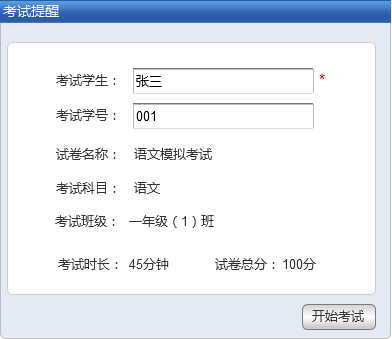 考试提醒
考试学生： 张三 *
考试学号： 001
试卷名称： 语文模拟考试
考试科目： 语文
考试班级： 一年级（1）班
考试时长： 45分钟 试卷总分： 100分
开始考试